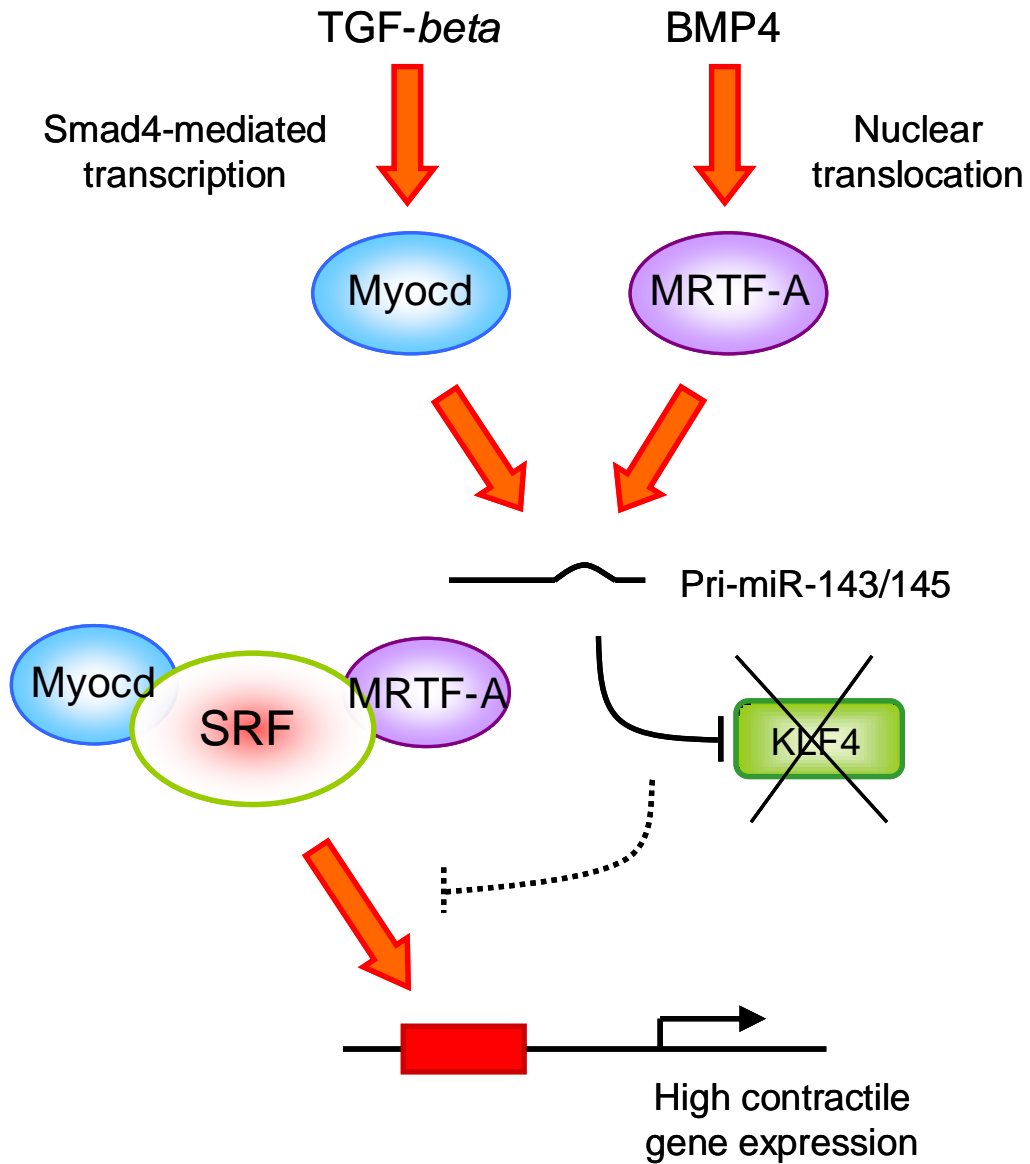 TGF-beta
BMP4
Smad4-mediated
transcription
Nuclear
translocation
Myocd
MRTF-A
Pri-miR-143/145
Myocd
SRF
MRTF-A
KLF4
High contractile
gene expression